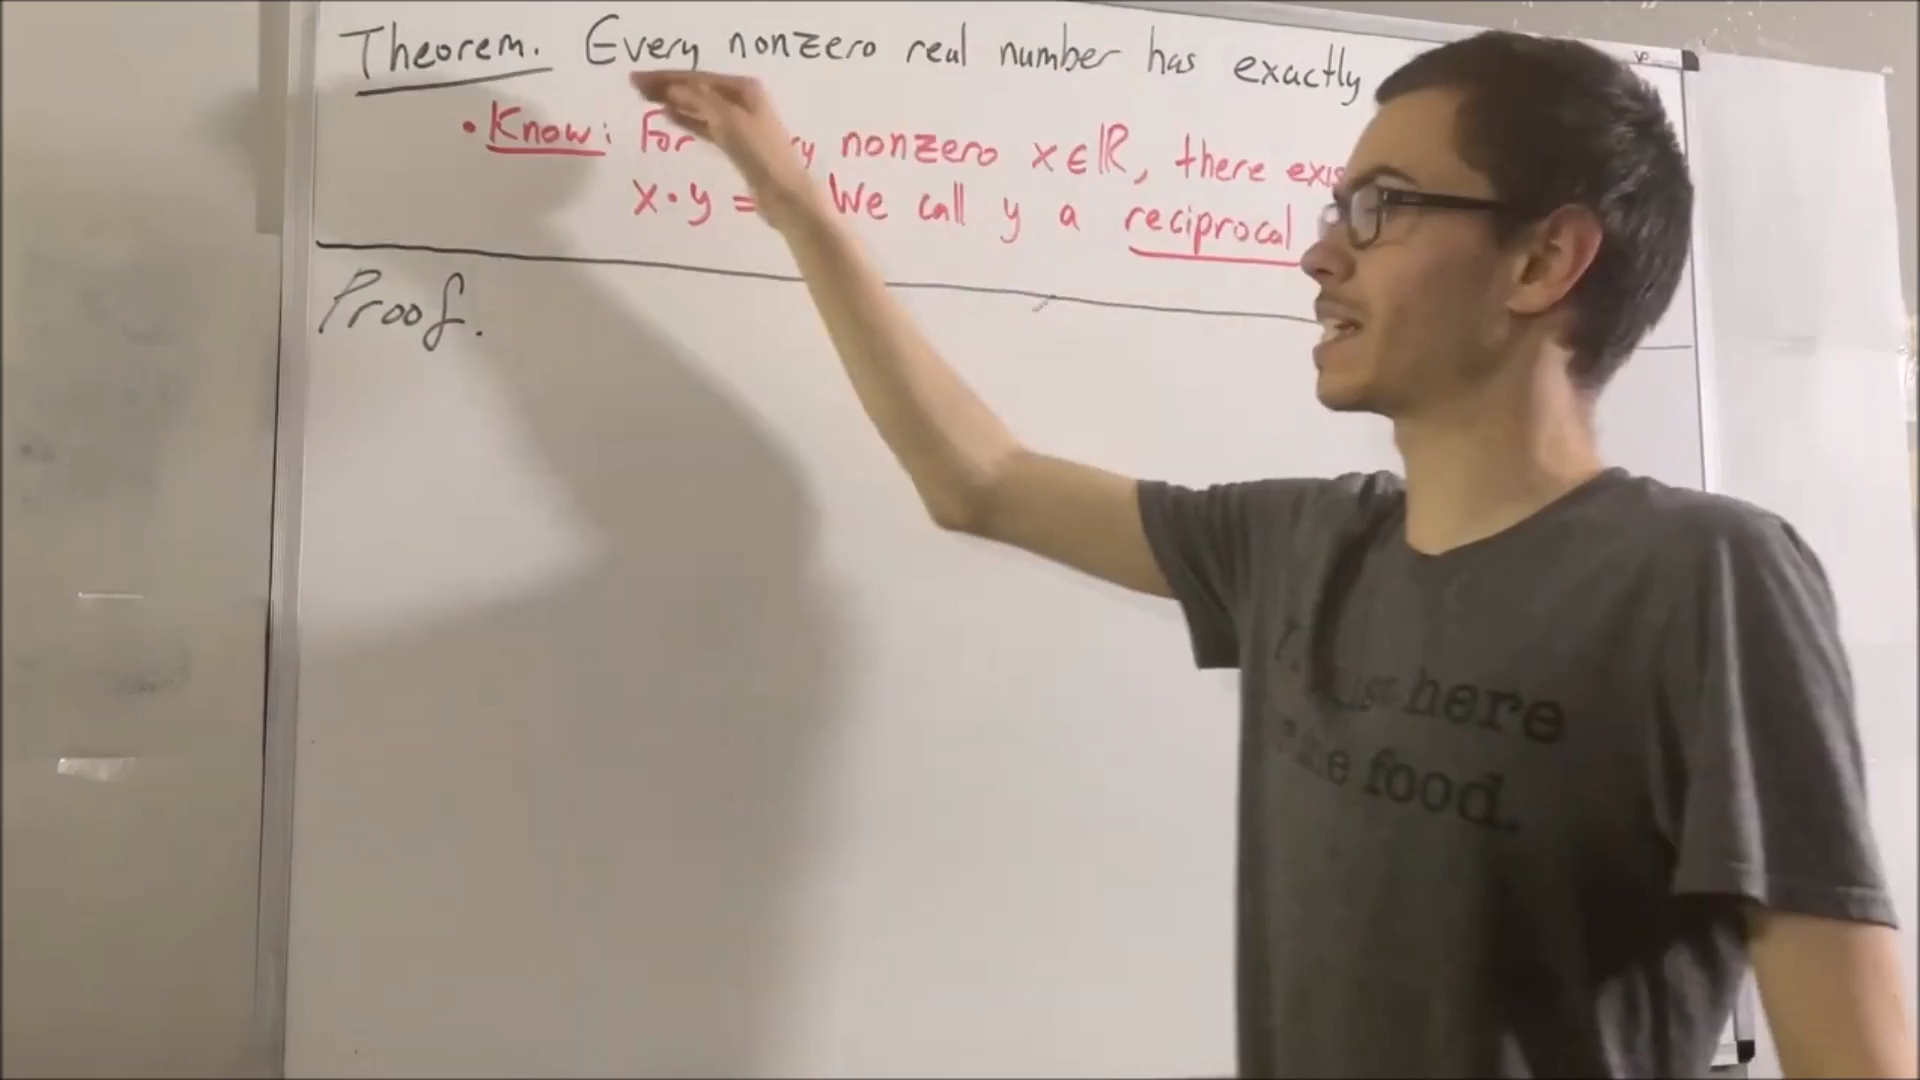 Theorem. Every nonzero real number has exactly
• Know: For nonzero x∈ℝ, there
x·y = We call y a reciprocal
Proof.
here
food.